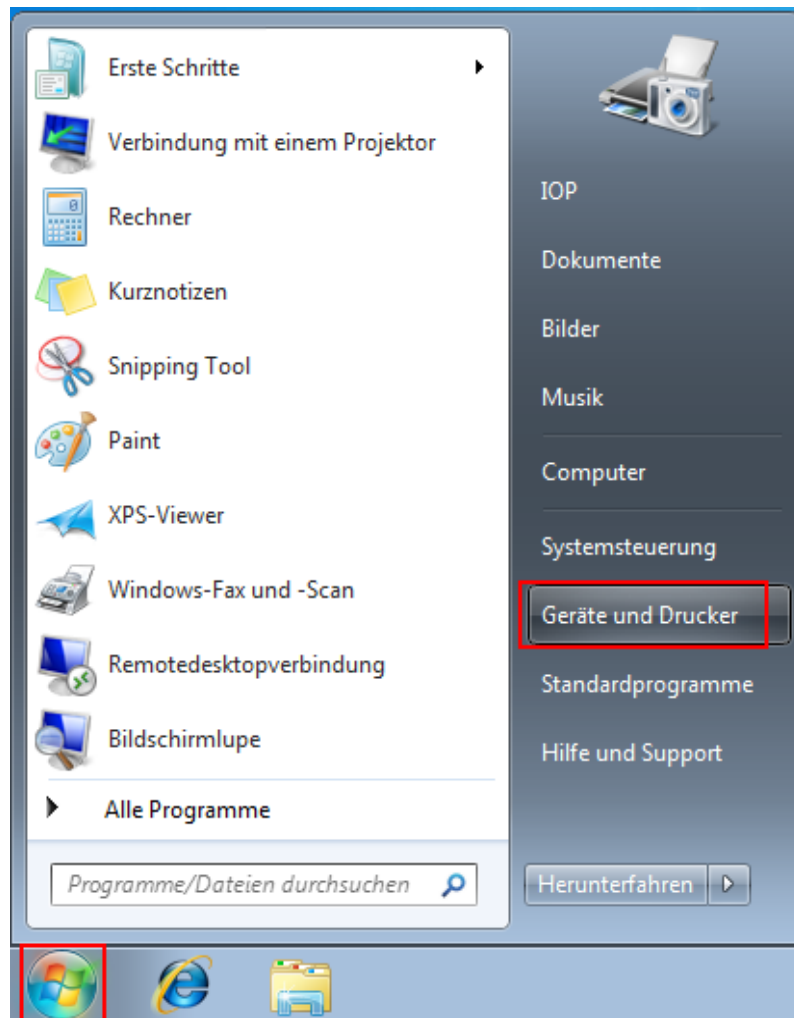 Erste Schritte
Verbindung mit einem Projektor
Rechner
Kurznotizen
Snipping Tool
Paint
XPS-Viewer
Windows-Fax und -Scan
Remotedesktopverbindung
Bildschirmlupe
Alle Programme
Programme/Dateien durchsuchen
IOP
Dokumente
Bilder
Musik
Computer
Systemsteuerung
Geräte und Drucker
Standardprogramme
Hilfe und Support
Herunterfahren